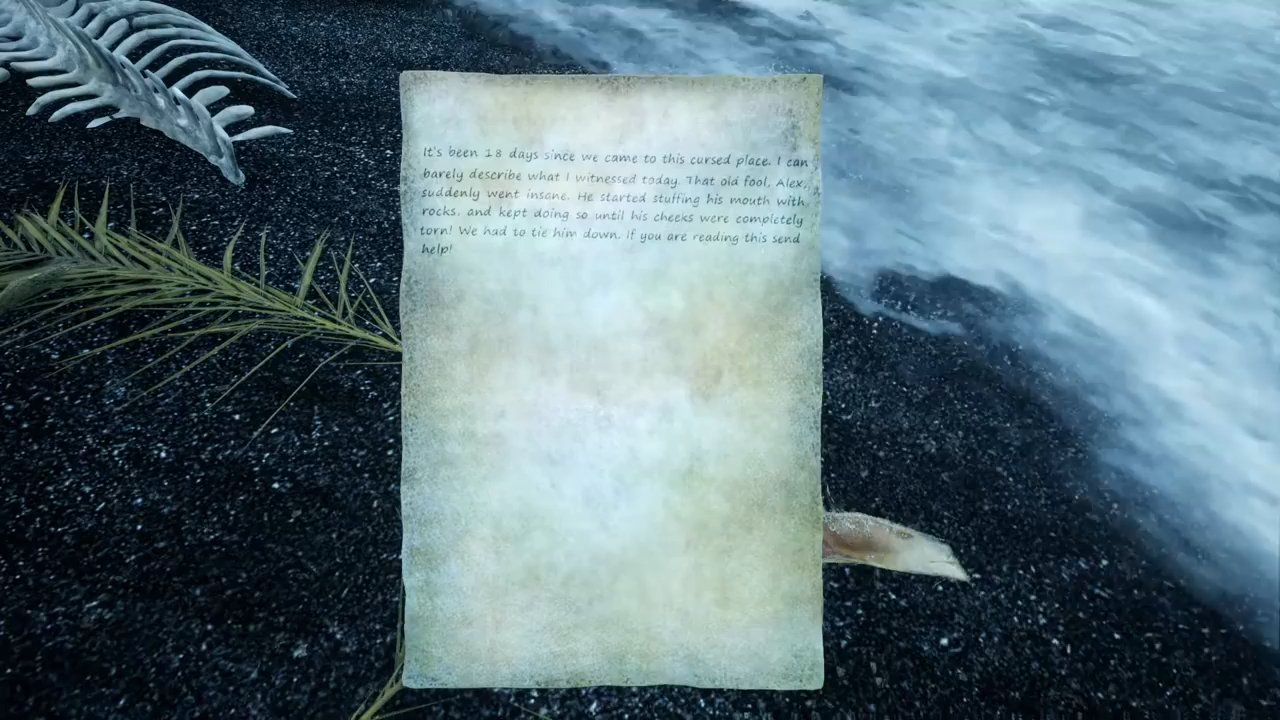 It's been 18 days since we came to this cursed place. I can
barely describe what I witnessed today. That old fool, Alex,
suddenly went insane. He started stuffing his mouth with
rocks, and kept doing so until his cheeks were completely
torn! We had to tie him down. If you are reading this send
help!